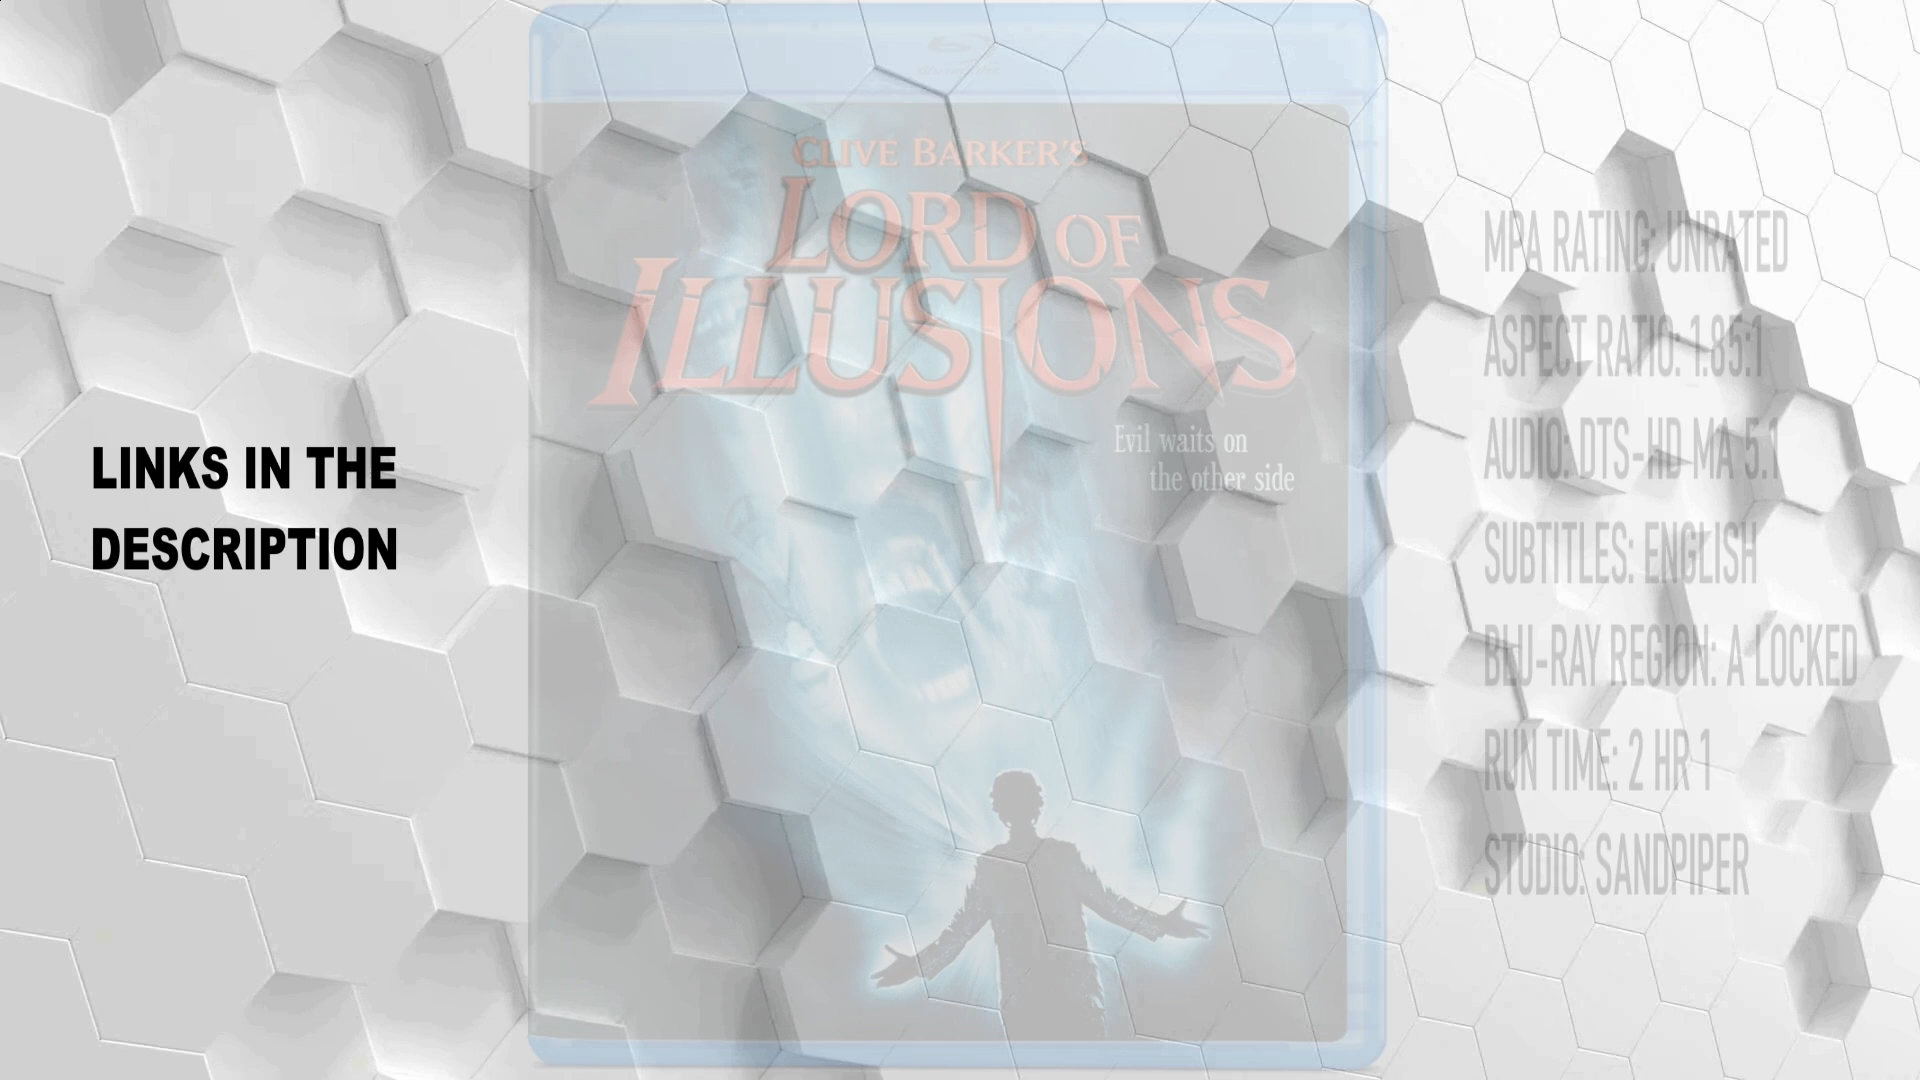 CLIVE BARKER'S
LORD OF
ILLUSIONS
Evil waits on
the other side
LINKS IN THE
DESCRIPTION
MPA RATING: UNRATED
ASPECT RATIO: 1.85:1
AUDIO: DTS-HD MA 5.1
SUBTITLES: ENGLISH
BLU-RAY REGION: A LOCKED
RUN TIME: 2 HR 1
STUDIO: SANDPIPER